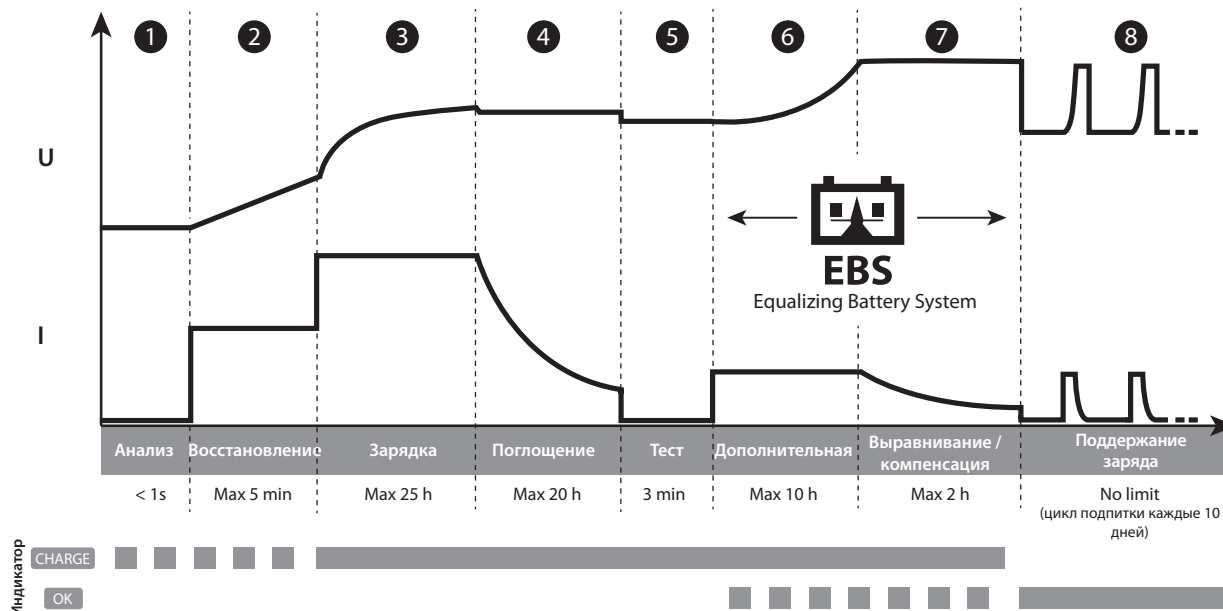 1 2 3 4 5 6 7 8
U
EBS
Equalizing Battery System
I
Анализ Восстановление Зарядка Поглощение Тест Дополнительная Выравнивание / компенсация Поддержание заряда
< 1s Max 5 min Max 25 h Max 20 h 3 min Max 10 h Max 2 h No limit
(цикл подпитки каждые 10
дней)
Индикатор
CHARGE
OK